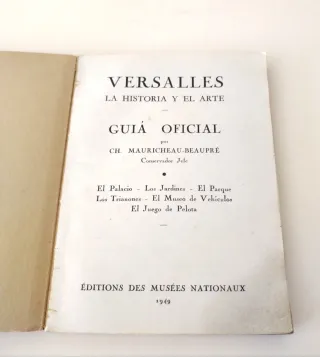 VERSALLES
LA HISTORIA Y EL ARTE
GUIÁ OFICIAL
por
CH. MAURICHEAU-BEAUPRÉ
Conservador Jefe
El Palacio - Los Jardines - El Parque
Los Trianones - El Museo de Vehículos
El Juego de Pelota
ÉDITIONS DES MUSÉES NATIONAUX
1949